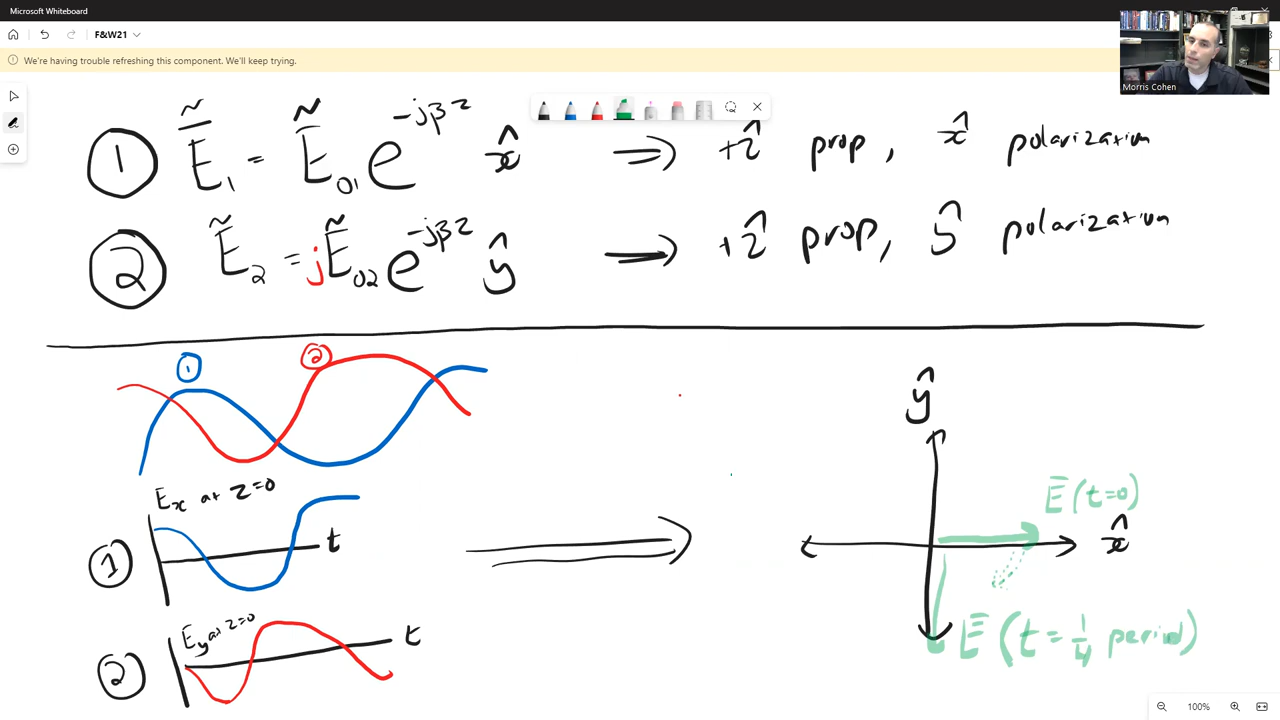 Microsoft Whiteboard
F&W21
We're having trouble refreshing this component. We'll keep trying.
Morris Cohen
① Ẽ₁ = Ẽ₀₁ e^(-jβz) x̂ ⇒ +ẑ prop, x̂ polarization
② Ẽ₂ = jẼ₀₂ e^(-jβz) ŷ ⇒ +ẑ prop, ŷ polarization
① ②
ŷ
Ex at z=0
E (t=0)
① t
x̂
Ey at z=0
t
E (t = 1/4 period)
②
100%